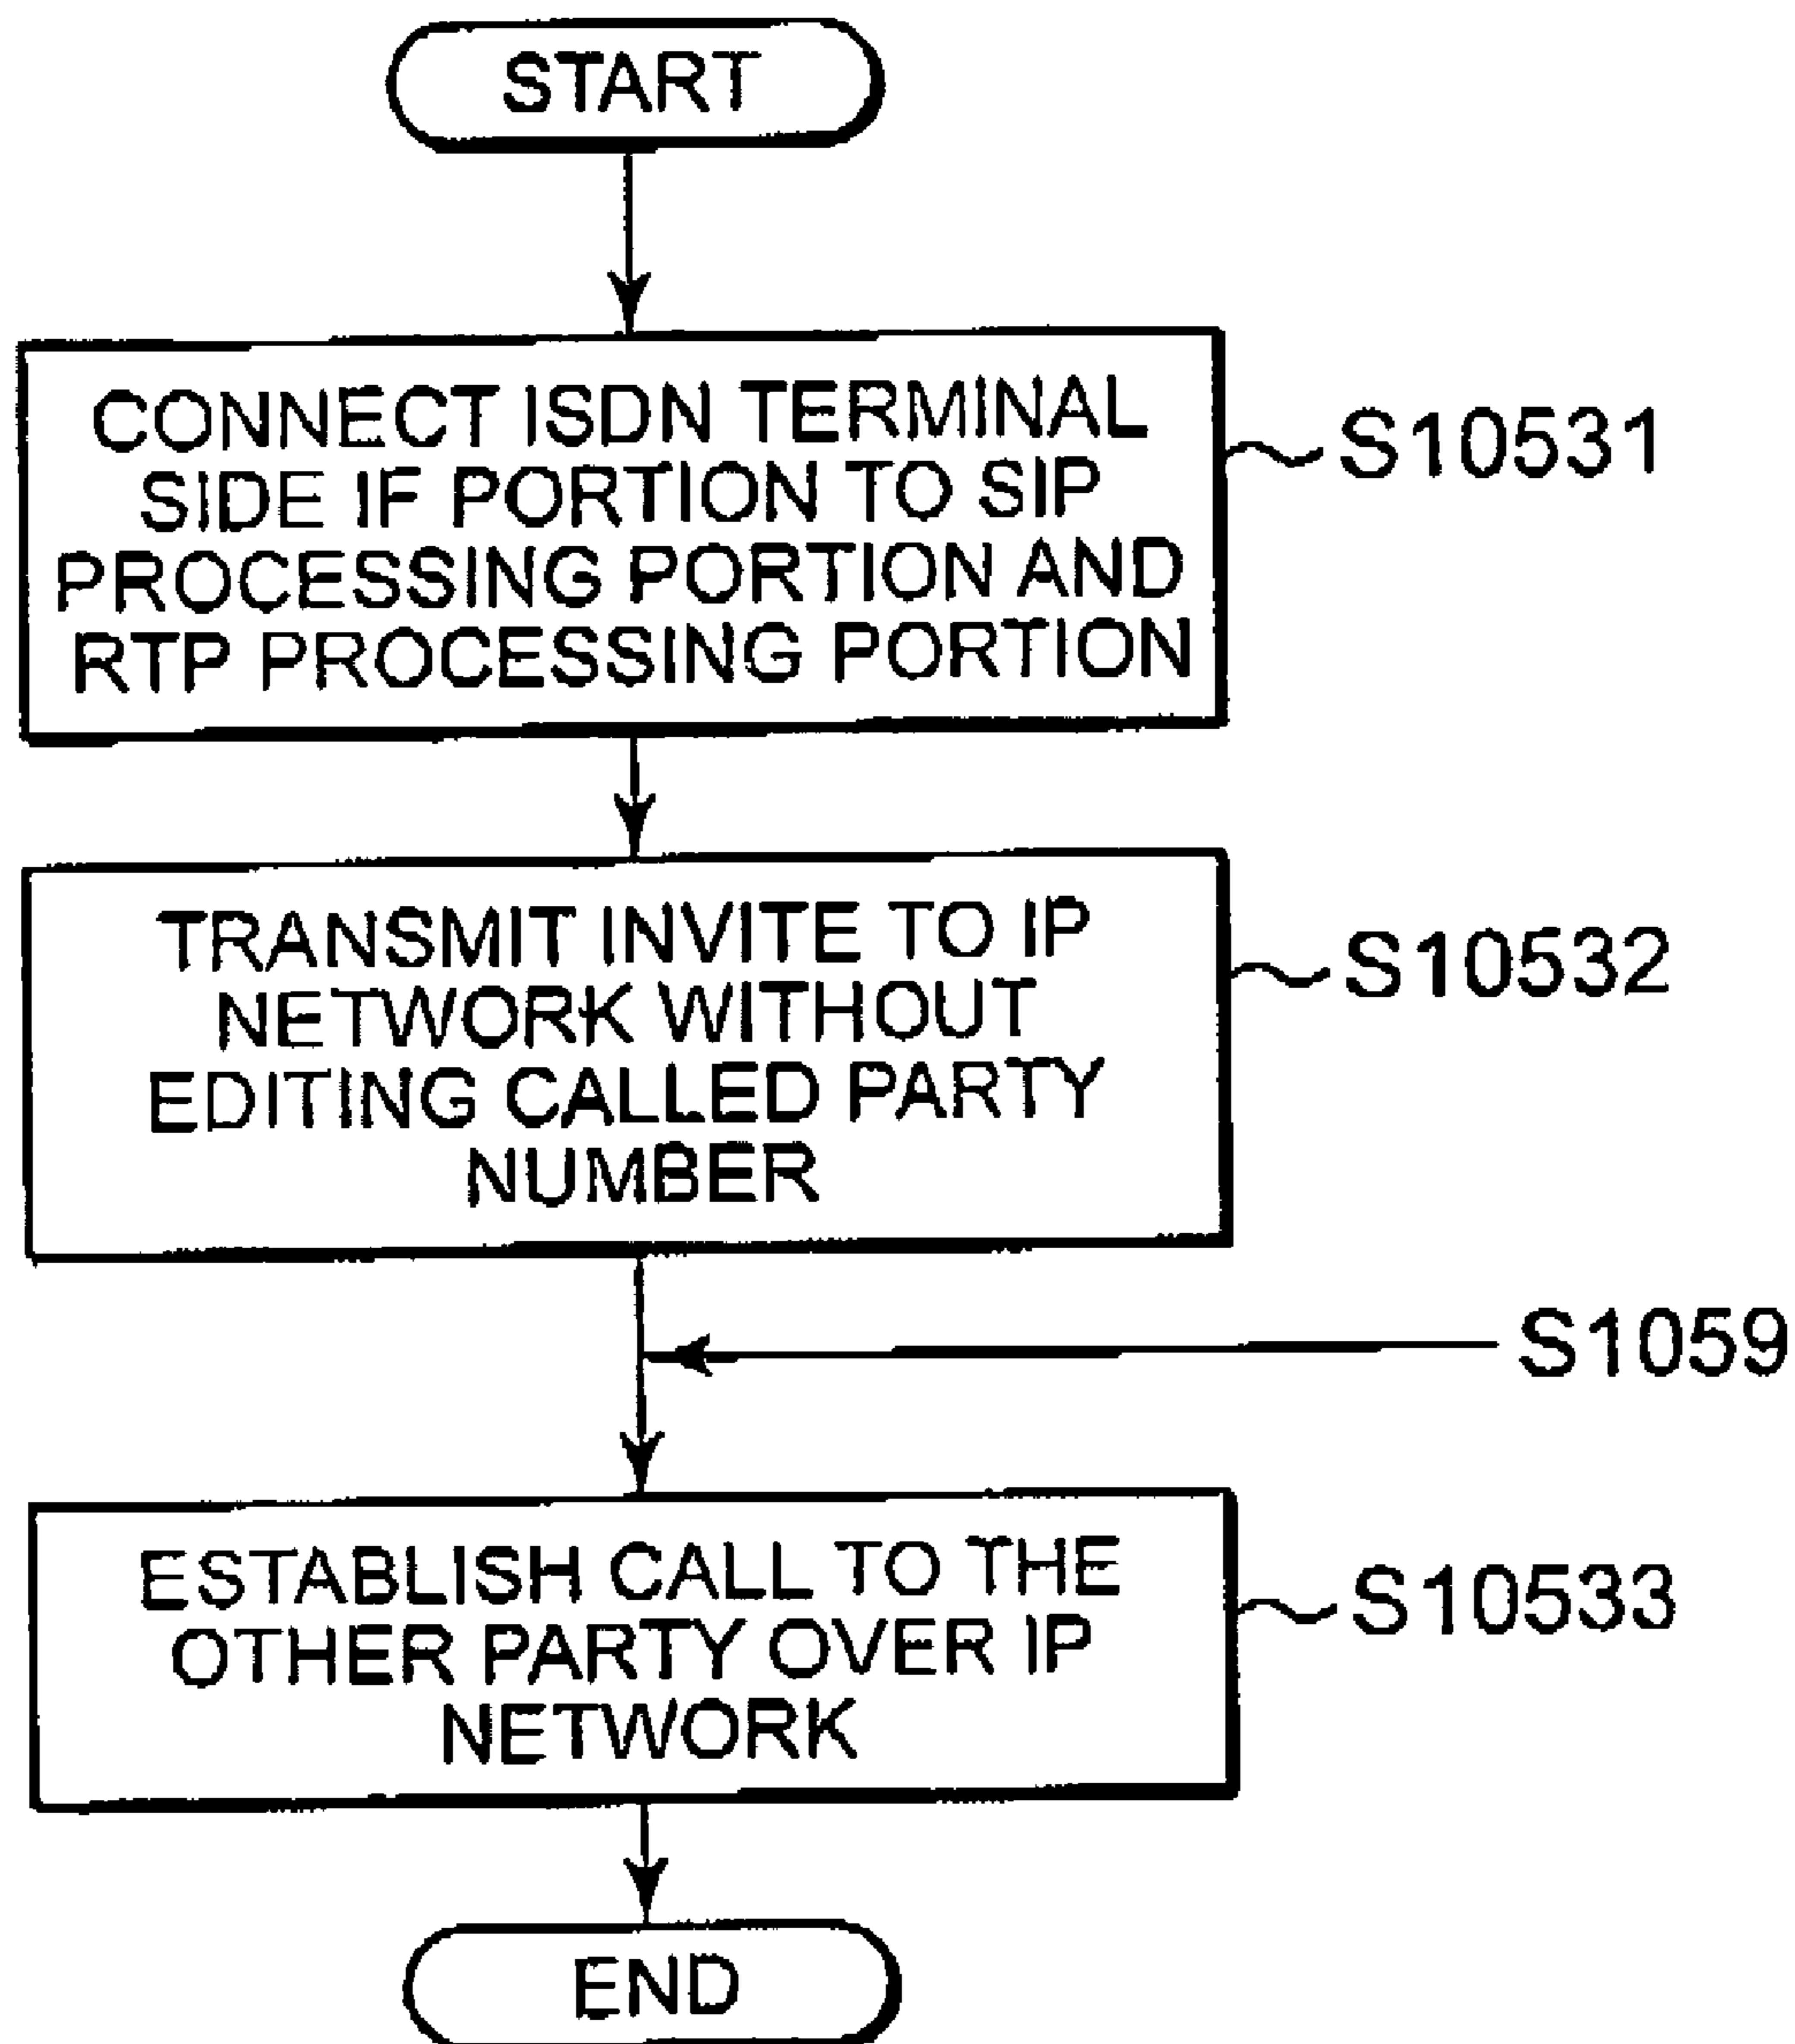 START
CONNECT ISDN TERMINAL
SIDE IF PORTION TO SIP
PROCESSING PORTION AND
RTP PROCESSING PORTION
S10531
TRANSMIT INVITE TO IP
NETWORK WITHOUT
EDITING CALLED PARTY
NUMBER
S10532
S1059
ESTABLISH CALL TO THE
OTHER PARTY OVER IP
NETWORK
S10533
END